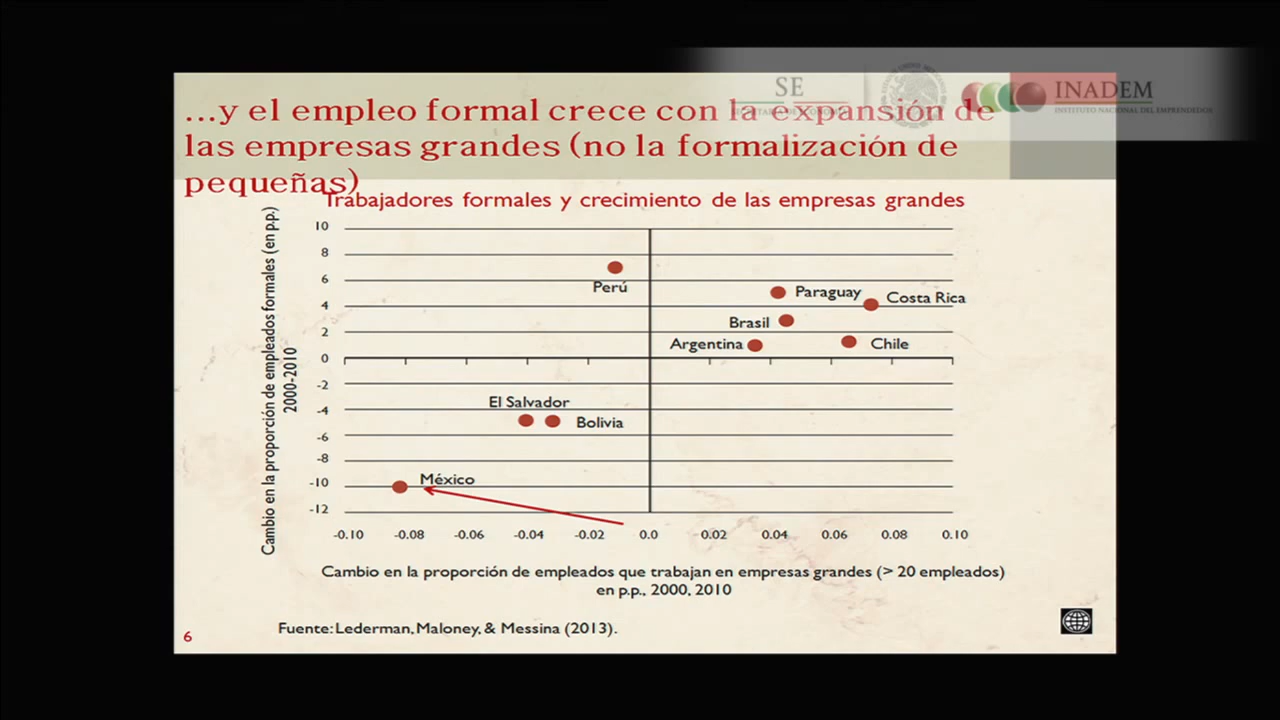 SE
SECRETARÍA DE ECONOMÍA
INADEM
INSTITUTO NACIONAL DEL EMPRENDEDOR
...y el empleo formal crece con la expansión de
las empresas grandes (no la formalización de
pequeñas)
Trabajadores formales y crecimiento de las empresas grandes
Cambio en la proporción de empleados formales (en p.p.)
2000-2010
10
8
6
4
2
0
-2
-4
-6
-8
-10
-12
Perú
Paraguay
Costa Rica
Brasil
Argentina
Chile
El Salvador
Bolivia
México
-0.10 -0.08 -0.06 -0.04 -0.02 0.0 0.02 0.04 0.06 0.08 0.10
Cambio en la proporción de empleados que trabajan en empresas grandes (> 20 empleados)
en p.p., 2000, 2010
Fuente: Lederman, Maloney, & Messina (2013).
6